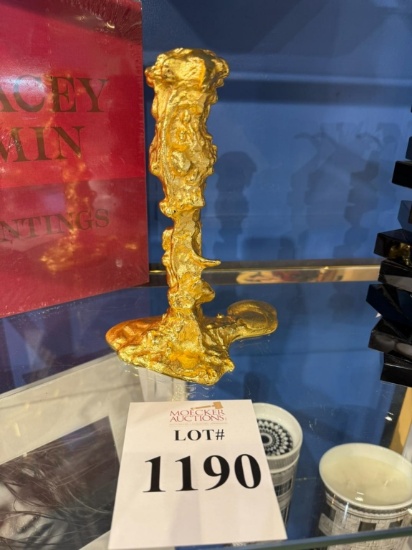 ACEY
MIN
NTINGS
MOECKER
AUCTIONS
LOT#
1190